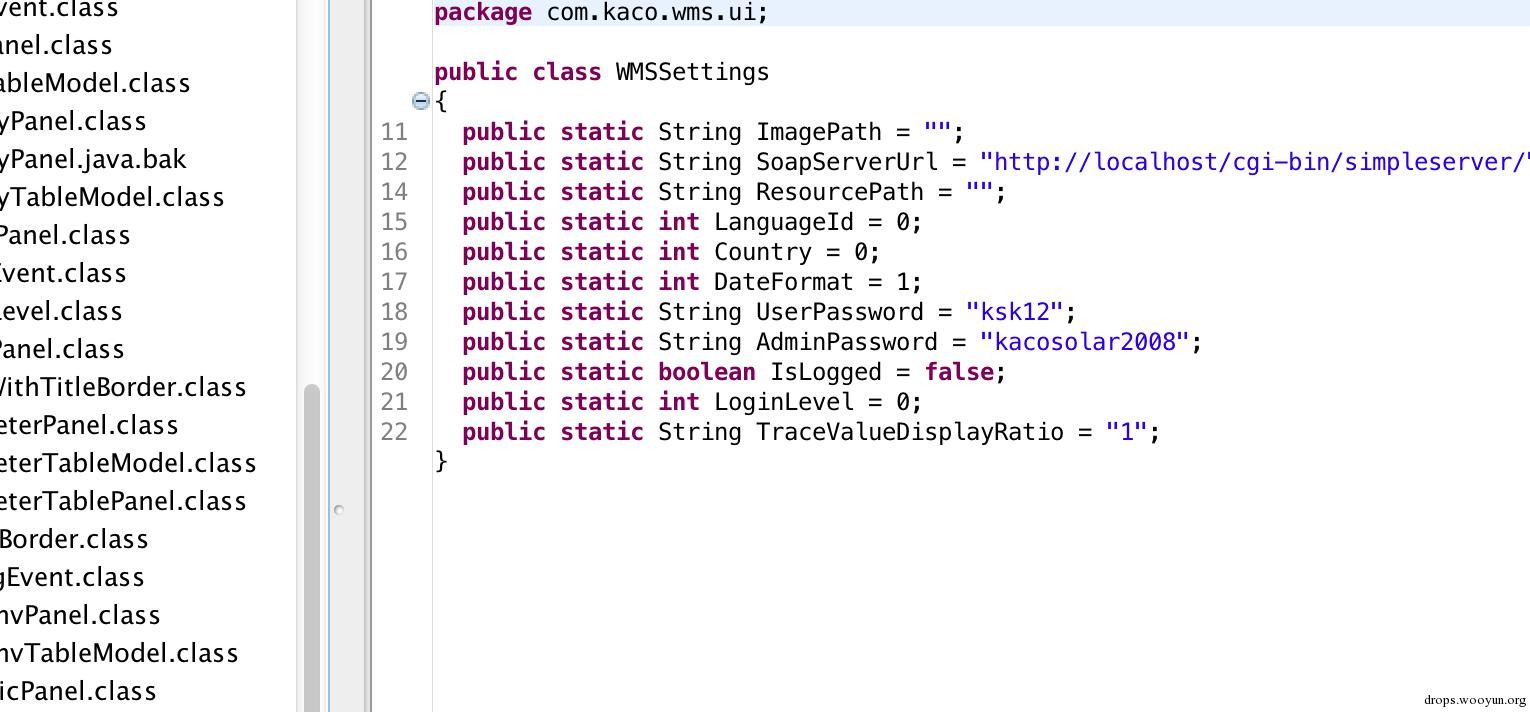 vent.class
anel.class
ableModel.class
yPanel.class
yPanel.java.bak
yTableModel.class
Panel.class
Event.class
Level.class
Panel.class
WithTitleBorder.class
eterPanel.class
eterTableModel.class
eterTablePanel.class
Border.class
gEvent.class
nvPanel.class
nvTableModel.class
icPanel.class
package com.kaco.wms.ui;
public class WMSSettings
{
11 public static String ImagePath = "";
12 public static String SoapServerUrl = "http://localhost/cgi-bin/simpleserver/"
14 public static String ResourcePath = "";
15 public static int LanguageId = 0;
16 public static int Country = 0;
17 public static int DateFormat = 1;
18 public static String UserPassword = "ksk12";
19 public static String AdminPassword = "kacosolar2008";
20 public static boolean IsLogged = false;
21 public static int LoginLevel = 0;
22 public static String TraceValueDisplayRatio = "1";
}
drops.wooyun.org